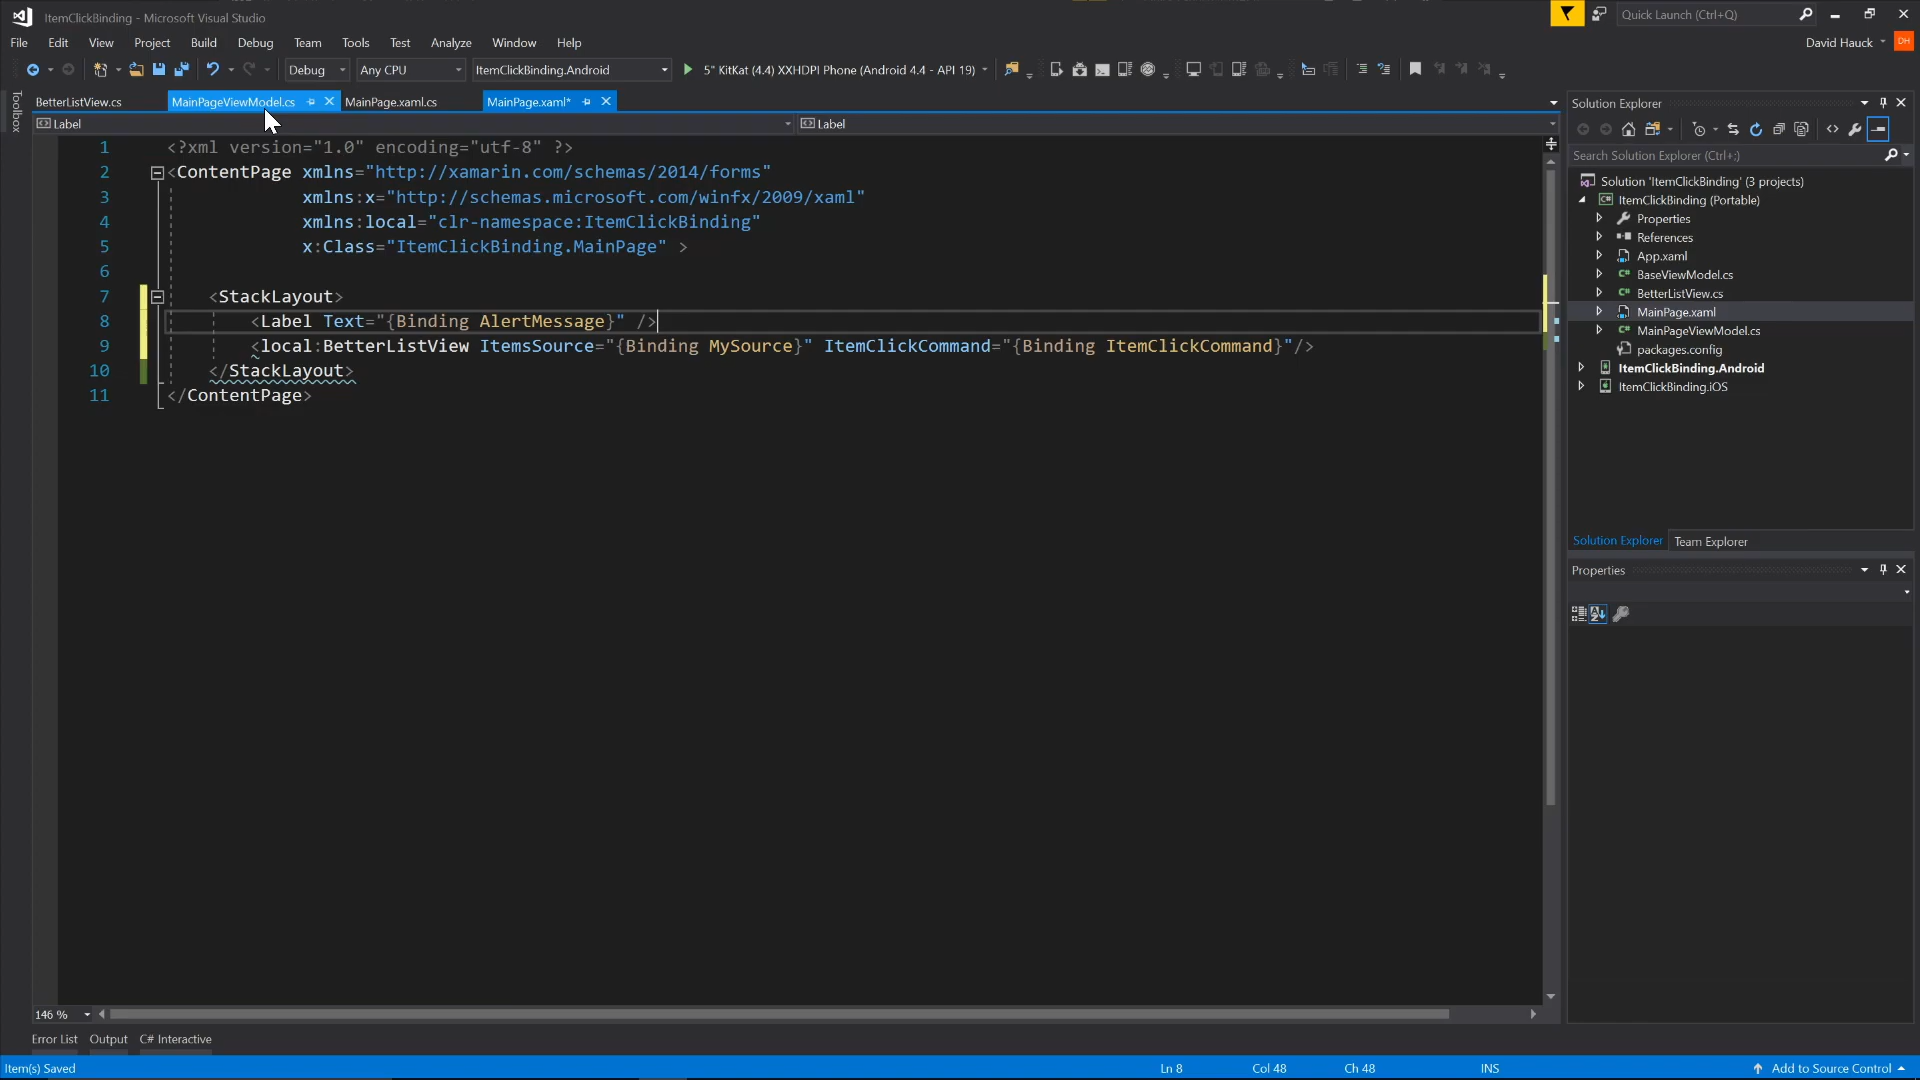 ItemClickBinding - Microsoft Visual Studio
Quick Launch (Ctrl+Q)
File Edit View Project Build Debug Team Tools Test Analyze Window Help
David Hauck DH
Debug Any CPU ItemClickBinding.Android 5" KitKat (4.4) XXHDPI Phone (Android 4.4 - API 19)
Toolbox
BetterListView.cs MainPageViewModel.cs MainPage.xaml.cs MainPage.xaml*
Label Label
1 <?xml version="1.0" encoding="utf-8" ?>
2 <ContentPage xmlns="http://xamarin.com/schemas/2014/forms"
3 xmlns:x="http://schemas.microsoft.com/winfx/2009/xaml"
4 xmlns:local="clr-namespace:ItemClickBinding"
5 x:Class="ItemClickBinding.MainPage" >
6
7 <StackLayout>
8 <Label Text="{Binding AlertMessage}" />
9 <local:BetterListView ItemsSource="{Binding MySource}" ItemClickCommand="{Binding ItemClickCommand}"/>
10 </StackLayout>
11 </ContentPage>
146 %
Error List Output C# Interactive
Solution Explorer
Search Solution Explorer (Ctrl+;)
Solution 'ItemClickBinding' (3 projects)
C# ItemClickBinding (Portable)
Properties
References
App.xaml
C# BaseViewModel.cs
C# BetterListView.cs
MainPage.xaml
C# MainPageViewModel.cs
packages.config
ItemClickBinding.Android
ItemClickBinding.iOS
Solution Explorer Team Explorer
Properties
Item(s) Saved Ln 8 Col 48 Ch 48 INS Add to Source Control